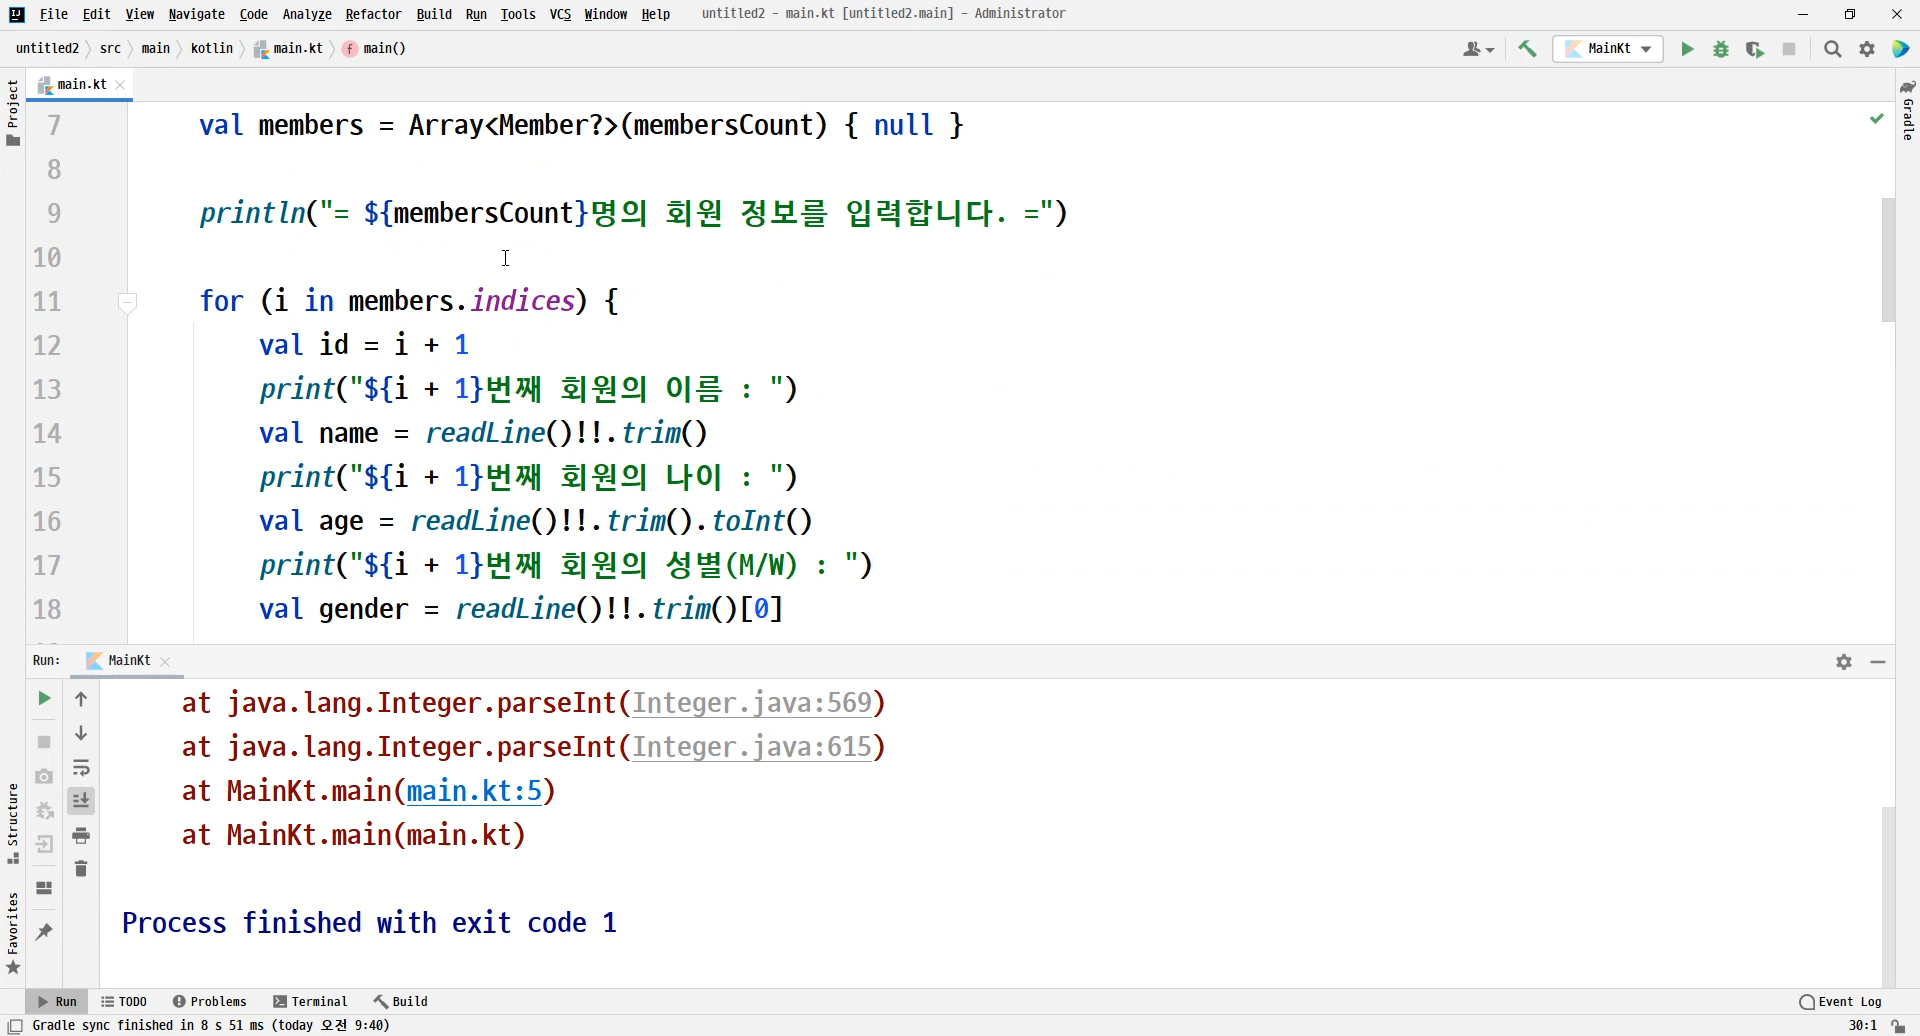 File Edit View Navigate Code Analyze Refactor Build Run Tools VCS Window Help untitled2 - main.kt [untitled2.main] - Administrator
untitled2 src main kotlin main.kt main()
MainKt
main.kt
Project
Gradle
7 val members = Array<Member?>(membersCount) { null }
8
9 println("= ${membersCount}명의 회원 정보를 입력합니다. =")
10
11 for (i in members.indices) {
12 val id = i + 1
13 print("${i + 1}번째 회원의 이름 : ")
14 val name = readLine()!!.trim()
15 print("${i + 1}번째 회원의 나이 : ")
16 val age = readLine()!!.trim().toInt()
17 print("${i + 1}번째 회원의 성별(M/W) : ")
18 val gender = readLine()!!.trim()[0]
Run: MainKt
at java.lang.Integer.parseInt(Integer.java:569)
at java.lang.Integer.parseInt(Integer.java:615)
at MainKt.main(main.kt:5)
at MainKt.main(main.kt)
Process finished with exit code 1
Structure
Favorites
Run TODO Problems Terminal Build Event Log
Gradle sync finished in 8 s 51 ms (today 오전 9:40) 30:1